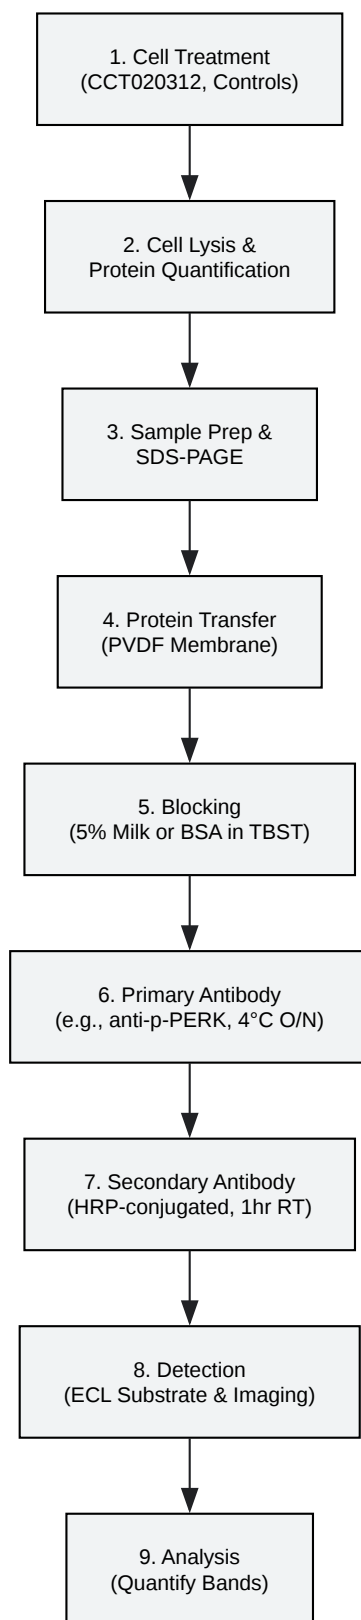 1. Cell Treatment
(CCT020312, Controls)
2. Cell Lysis &
Protein Quantification
3. Sample Prep &
SDS-PAGE
4. Protein Transfer
(PVDF Membrane)
5. Blocking
(5% Milk or BSA in TBST)
6. Primary Antibody
(e.g., anti-p-PERK, 4°C O/N)
7. Secondary Antibody
(HRP-conjugated, 1hr RT)
8. Detection
(ECL Substrate & Imaging)
9. Analysis
(Quantify Bands)